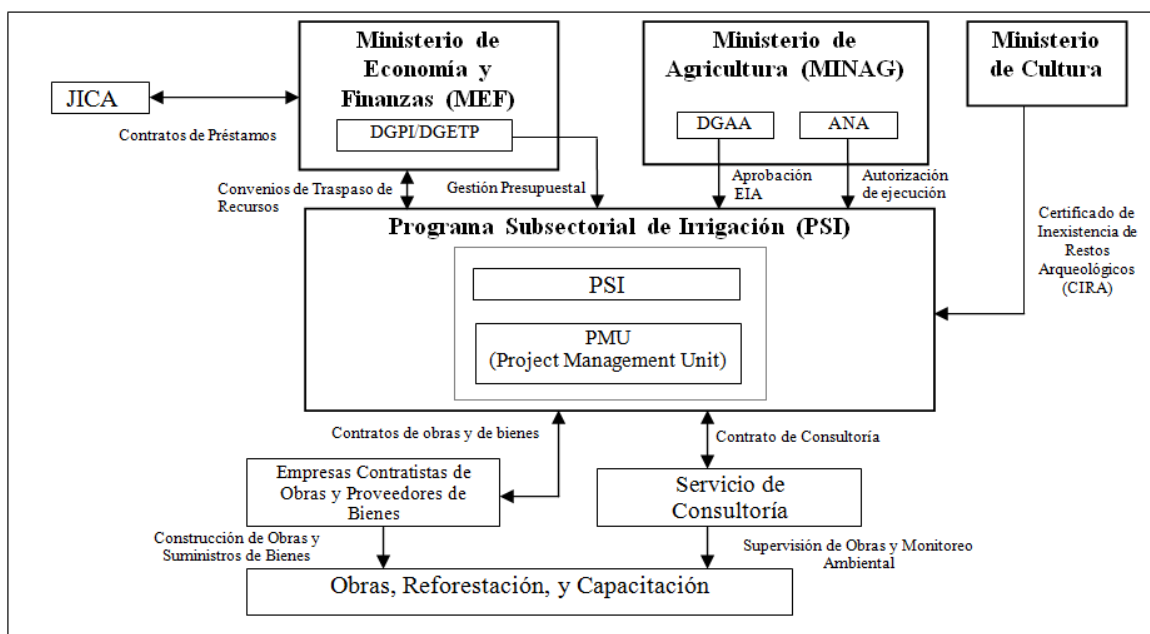 Ministerio de
Economía y
Finanzas (MEF)
DGPI/DGETP
Ministerio de
Agricultura (MINAG)
DGAA
ANA
Ministerio
de Cultura
JICA
Contratos de Préstamos
Convenios de Traspaso de
Recursos
Gestión Presupuestal
Aprobación
EIA
Autorización
de ejecución
Certificado de
Inexistencia de
Restos
Arqueológicos
(CIRA)
Programa Subsectorial de Irrigación (PSI)
PSI
PMU
(Project Management Unit)
Contratos de obras y de bienes
Contrato de Consultoría
Empresas Contratistas de
Obras y Proveedores de
Bienes
Servicio de
Consultoría
Construcción de Obras y
Suministros de Bienes
Supervisión de Obras y Monitoreo
Ambiental
Obras, Reforestación, y Capacitación